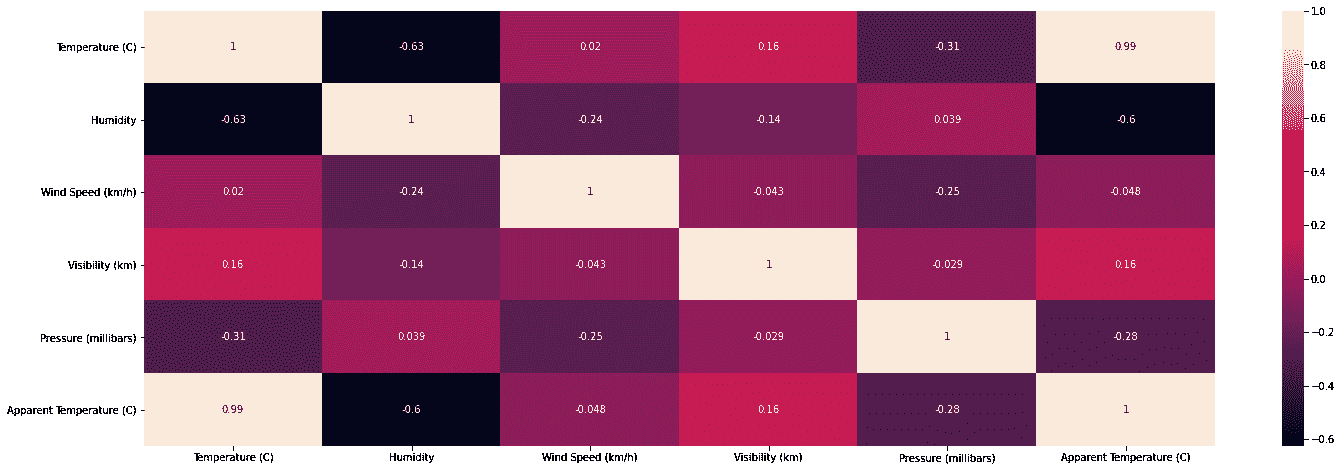 Temperature (C) 1 -0.63 0.02 0.16 -0.31 0.99
Humidity -0.63 1 -0.24 -0.14 0.039 -0.6
Wind Speed (km/h) 0.02 -0.24 1 -0.043 -0.25 -0.048
Visibility (km) 0.16 -0.14 -0.043 1 -0.029 0.16
Pressure (millibars) -0.31 0.039 -0.25 -0.029 1 -0.28
Apparent Temperature (C) 0.99 -0.6 -0.048 0.16 -0.28 1
Temperature (C) Humidity Wind Speed (km/h) Visibility (km) Pressure (millibars) Apparent Temperature (C)
1.0
0.8
0.6
0.4
0.2
0.0
−0.2
−0.4
−0.6